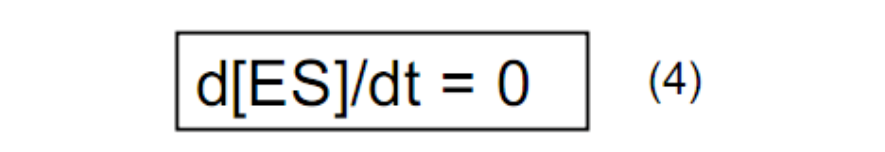 d[ES]/dt = 0 (4)